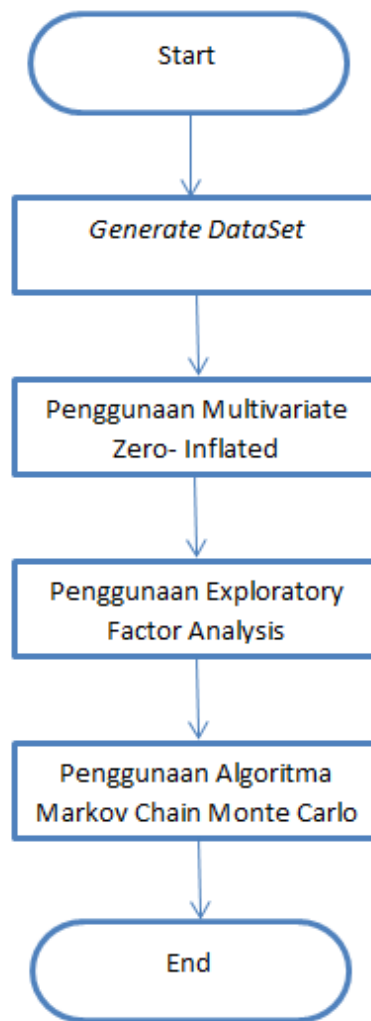 Start
Generate DataSet
Penggunaan Multivariate
Zero- Inflated
Penggunaan Exploratory
Factor Analysis
Penggunaan Algoritma
Markov Chain Monte Carlo
End